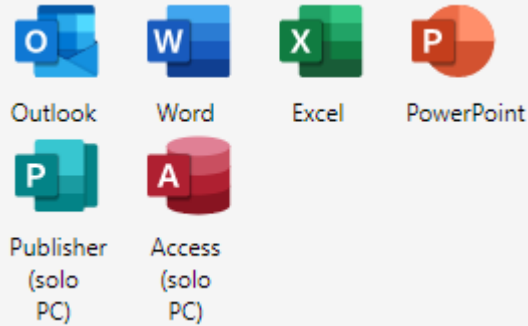 O W X P
Outlook Word Excel PowerPoint
P A
Publisher Access
(solo (solo
PC) PC)